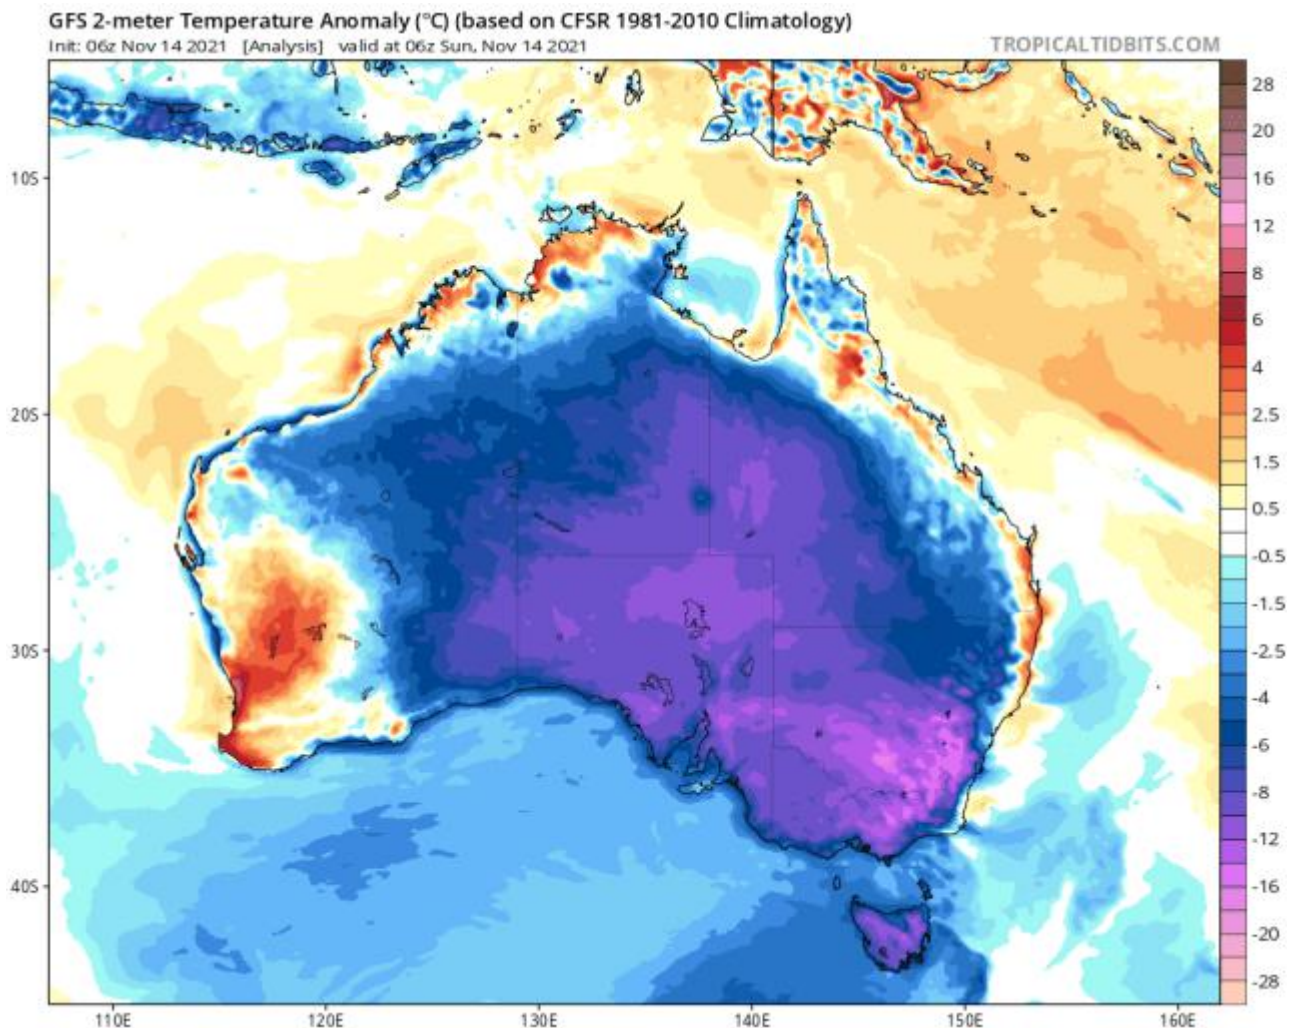 GFS 2-meter Temperature Anomaly (°C) (based on CFSR 1981-2010 Climatology)
Init: 06z Nov 14 2021 [Analysis] valid at 06z Sun, Nov 14 2021
TROPICALTIDBITS.COM
28
20
16
12
8
6
4
2.5
1.5
0.5
-0.5
-1.5
-2.5
-4
-6
-8
-12
-16
-20
-28
10S
20S
30S
40S
110E
120E
130E
140E
150E
160E